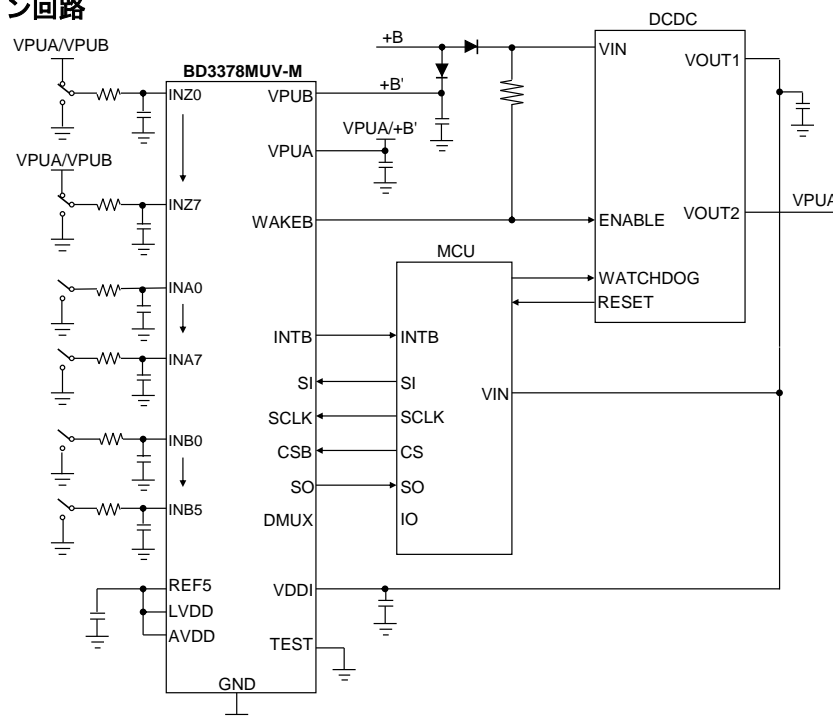 ン回路
VPUA/VPUB
BD3378MUV-M
INZ0
VPUA/VPUB
INZ7
INA0
INA7
INB0
INB5
REF5
LVDD
AVDD
GND
VPUB
VPUA
WAKEB
INTB
SI
SCLK
CSB
SO
DMUX
VDDI
TEST
+B
+B'
VPUA/+B'
MCU
INTB
SI
SCLK
CS
SO
IO
VIN
DCDC
VIN
VOUT1
ENABLE
VOUT2
VPUA
WATCHDOG
RESET